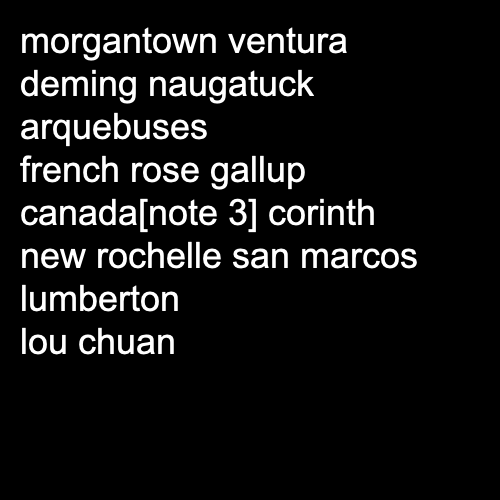 morgantown ventura
deming naugatuck
arquebuses
french rose gallup
canada[note 3] corinth
new rochelle san marcos
lumberton
lou chuan